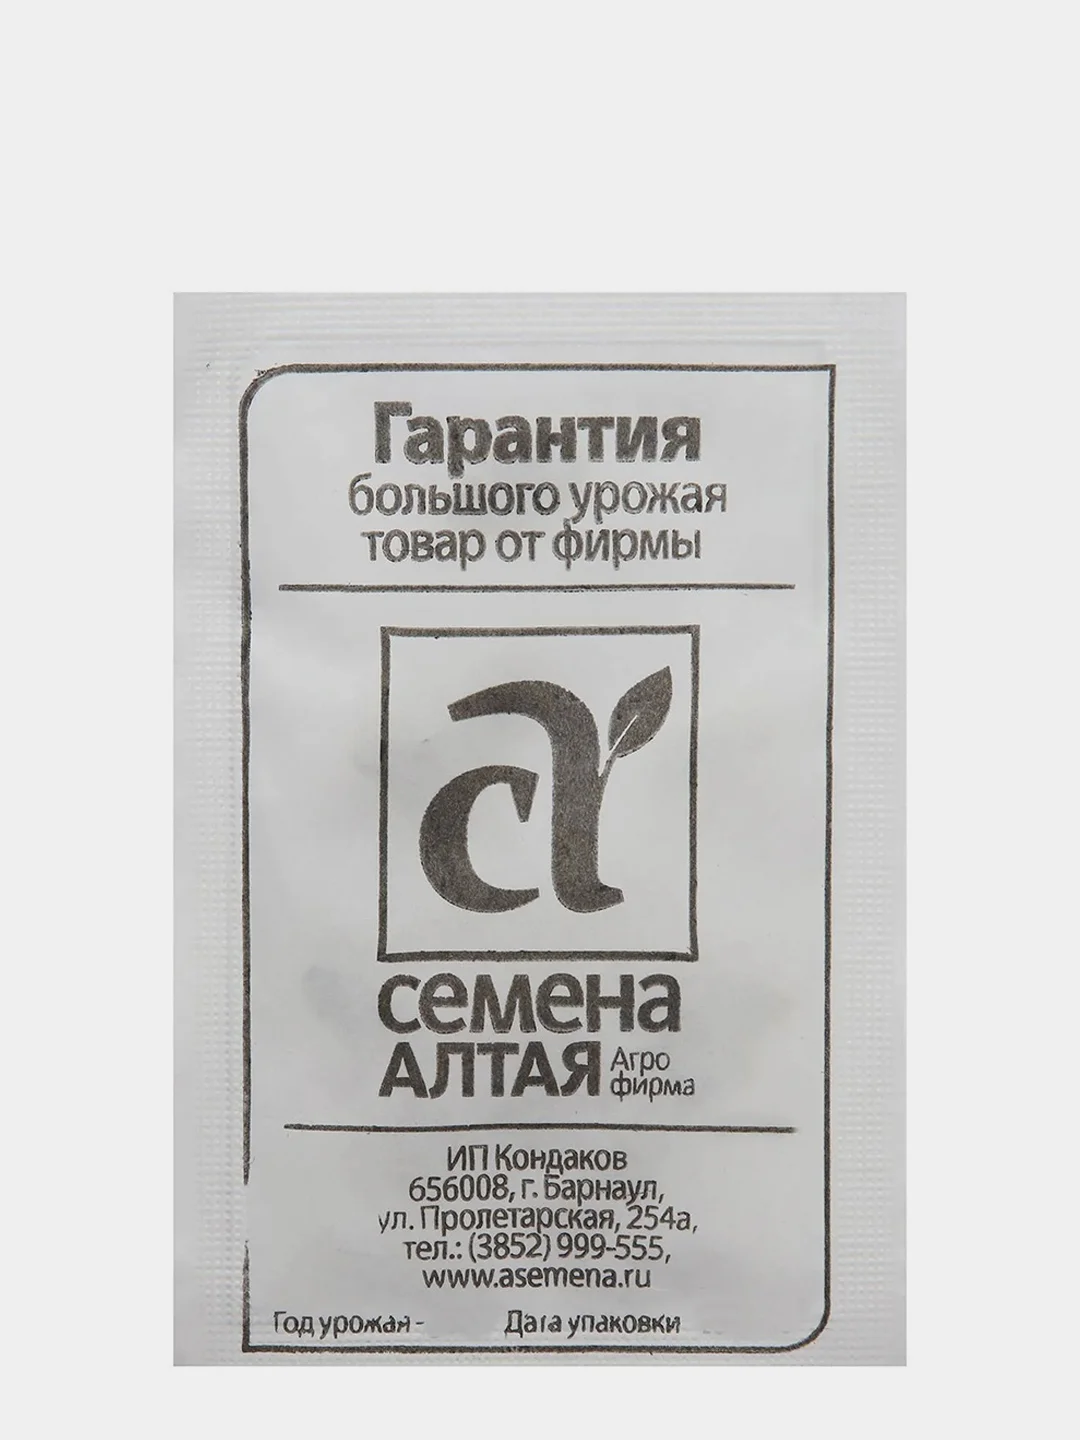 Гарантия
большого урожая
товар от фирмы
семена
АЛТАЯ Агро
фирма
ИП Кондаков
656008, г. Барнаул,
ул. Пролетарская, 254а,
тел.: (3852) 999-555,
www.asemena.ru
Год урожая - Дата упаковки